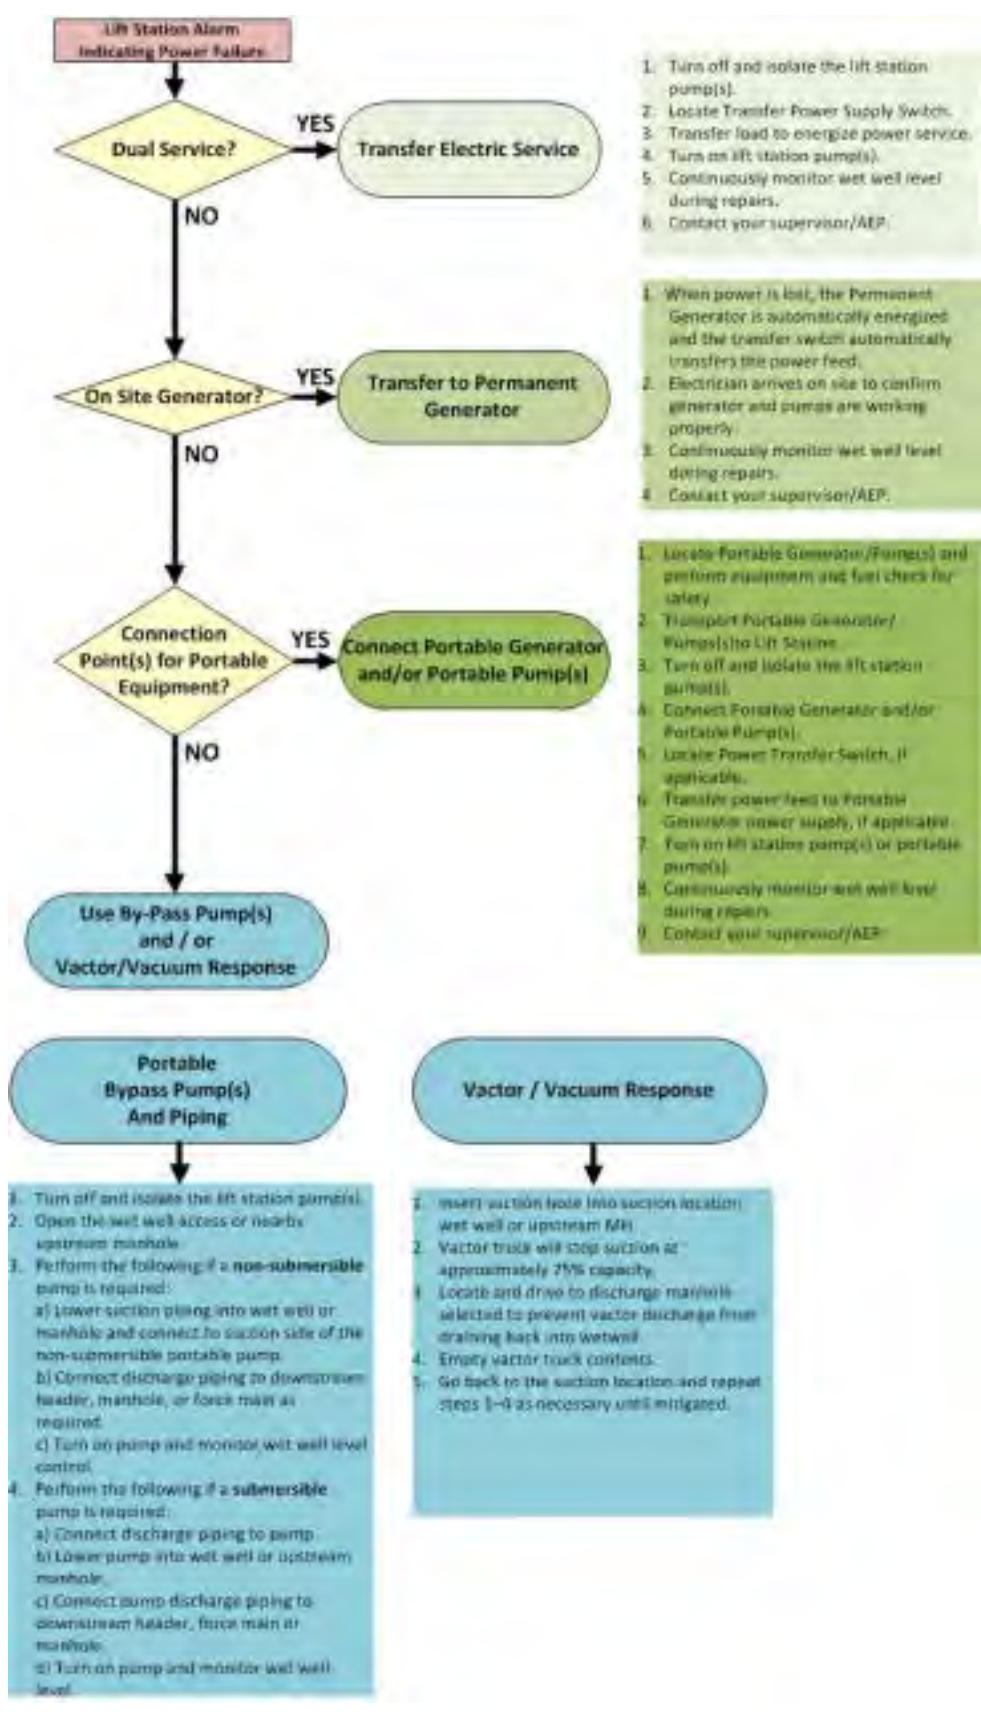 Lift Station Alarm
Indicating Power Failure
Dual Service?
YES
Transfer Electric Service
NO
1. Turn off and isolate the lift station
pump(s).
2. Locate Transfer Power Supply Switch.
3. Transfer load to energize power service.
4. Turn on lift station pump(s).
5. Continuously monitor wet well level
during repairs.
6. Contact your supervisor/AEP.
On Site Generator?
YES
Transfer to Permanent
Generator
NO
1. When power is lost, the Permanent
Generator is automatically energized
and the transfer switch automatically
transfers the power feed.
2. Electrician arrives on site to confirm
generator and pumps are working
properly.
3. Continuously monitor wet well level
during repairs.
4. Contact your supervisor/AEP.
Connection
Point(s) for Portable
Equipment?
YES
Connect Portable Generator
and/or Portable Pump(s)
NO
1. Locate Portable Generator/Pump(s) and
perform equipment and fuel check for
safety.
2. Transport Portable Generator/
to Lift
3. Turn off and isolate the lift station
pump(s).
4. Connect Portable Generator and/or
Portable Pump(s).
5. Locate Power Transfer Switch, if
applicable.
6. Transfer power feed to Portable
Generator power supply, if applicable.
7. Turn on lift station pump(s) or portable
pump(s).
8. Continuously monitor wet well level
during
9. Contact your supervisor/AEP.
Use By-Pass Pump(s)
and / or
Vactor/Vacuum Response
Portable
Bypass Pump(s)
And Piping
1. Turn off and isolate the lift station pump(s).
2. Open the wet well access or nearby
upstream manhole.
3. Perform the following if a non-submersible
pump is required:
a) Lower suction piping into wet well or
manhole and connect to suction side of the
non-submersible portable pump.
b) Connect discharge piping to downstream
header, manhole, or force main as
required.
c) Turn on pump and monitor wet well level
control.
4. Perform the following if a submersible
pump is required:
a) Connect discharge piping to pump
b) Lower pump into wet well or upstream
manhole.
c) Connect pump discharge piping to
downstream header, force main or
manhole.
d) Turn on pump and monitor wet well
level.
Vactor / Vacuum Response
1. Insert suction hose into suction location
wet well or upstream MH
2. Vactor truck will stop suction at
approximately 75% capacity.
3. Locate and drive to discharge manhole
selected to prevent vactor discharge from
draining back into wetwell
4. Empty vactor truck contents.
5. Go back to the suction location and repeat
steps 1–4 as necessary until mitigated.